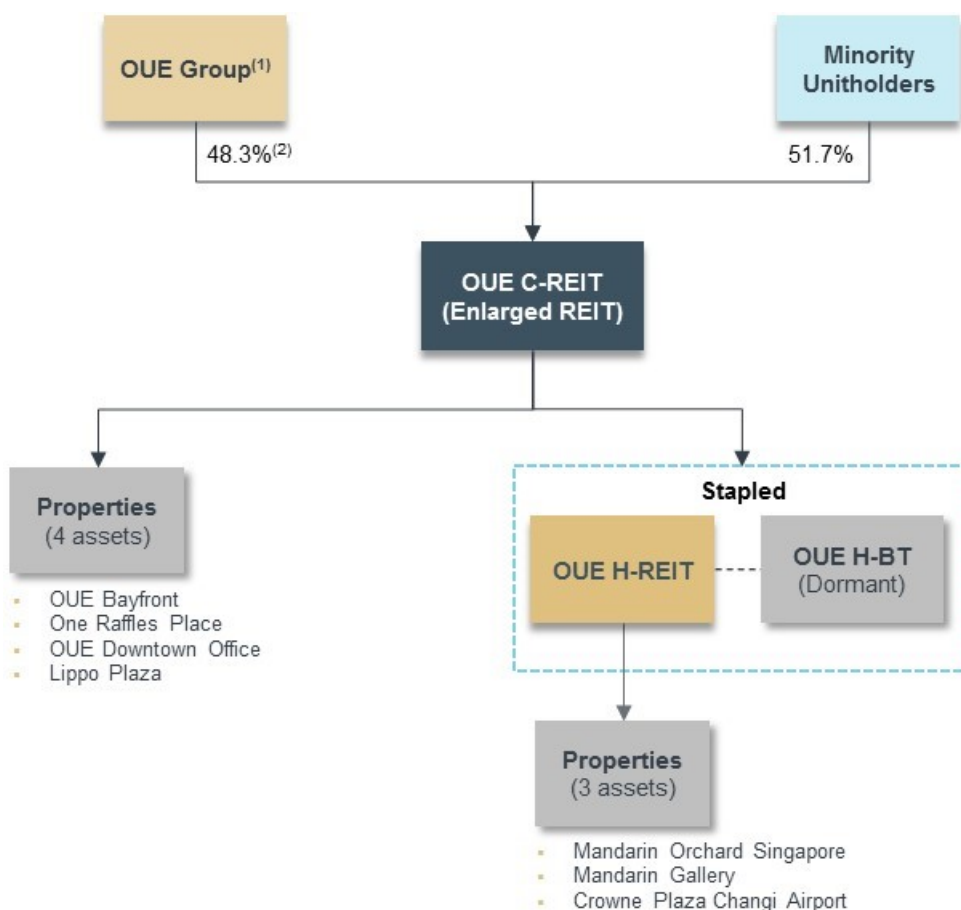 OUE Group(1)
Minority
Unitholders
48.3%(2)
51.7%
OUE C-REIT
(Enlarged REIT)
Properties
(4 assets)
▪ OUE Bayfront
▪ One Raffles Place
▪ OUE Downtown Office
▪ Lippo Plaza
Stapled
OUE H-REIT
OUE H-BT
(Dormant)
Properties
(3 assets)
▪ Mandarin Orchard Singapore
▪ Mandarin Gallery
▪ Crowne Plaza Changi Airport